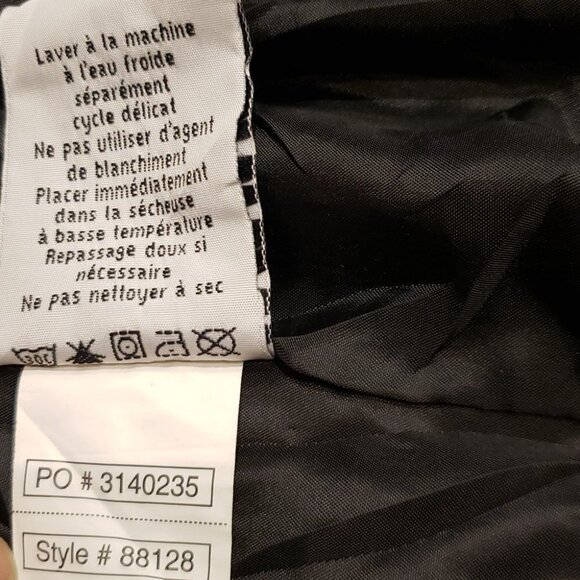 Laver à la machine
à l'eau froide
séparément
cycle délicat
Ne pas utiliser d'agent
de blanchiment
Placer immédiatement
dans la sécheuse
à basse température
Repassage doux si
nécessaire
Ne pas nettoyer à sec
30C
PO # 3140235
Style # 88128